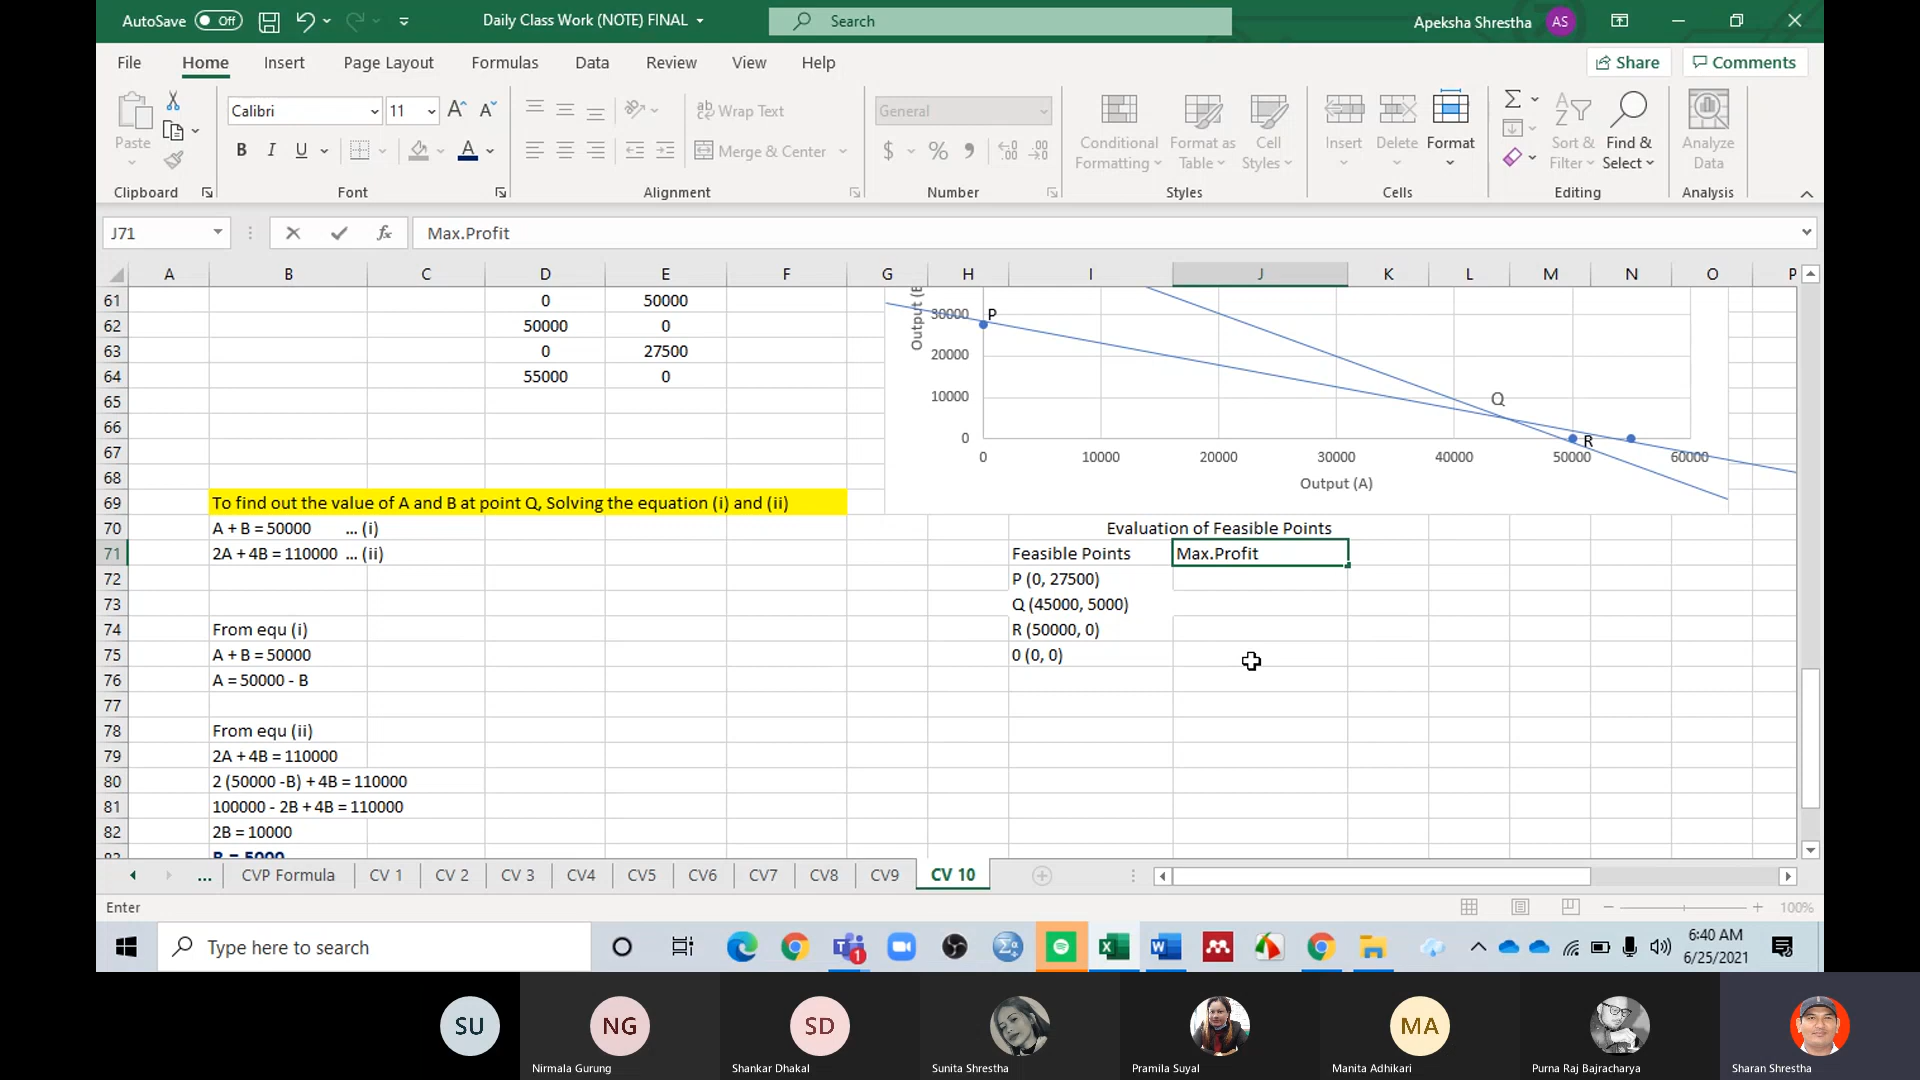 AutoSave Off
Daily Class Work (NOTE) FINAL
Search
Apeksha Shrestha AS
File Home Insert Page Layout Formulas Data Review View Help
Share Comments
Paste
Clipboard
Calibri 11
B I U A
Font
ab Wrap Text
Merge & Center
Alignment
General
$ % 9
Number
Conditional Formatting
Format as Table
Cell Styles
Styles
Insert Delete Format
Cells
Sort & Filter
Find & Select
Editing
Analyze Data
Analysis
J71 fx Max.Profit
A B C D E F G H I J K L M N O P
61 0 50000
62 50000 0
63 0 27500
64 55000 0
65
66
67
68
Output (B
30000
20000
10000
0
P
Q
R
0 10000 20000 30000 40000 50000 60000
Output (A)
69 To find out the value of A and B at point Q, Solving the equation (i) and (ii)
70 A + B = 50000 ... (i) Evaluation of Feasible Points
71 2A + 4B = 110000 ... (ii) Feasible Points Max.Profit
72 P (0, 27500)
73 Q (45000, 5000)
74 From equ (i) R (50000, 0)
75 A + B = 50000 0 (0, 0)
76 A = 50000 - B
77
78 From equ (ii)
79 2A + 4B = 110000
80 2 (50000 -B) + 4B = 110000
81 100000 - 2B + 4B = 110000
82 2B = 10000
83 B = 5000
... CVP Formula CV 1 CV 2 CV 3 CV4 CV5 CV6 CV7 CV8 CV9 CV 10
Enter
100%
Type here to search
1
6:40 AM
6/25/2021
SU NG SD MA
Nirmala Gurung Shankar Dhakal Sunita Shrestha Pramila Suyal Manita Adhikari Purna Raj Bajracharya Sharan Shrestha